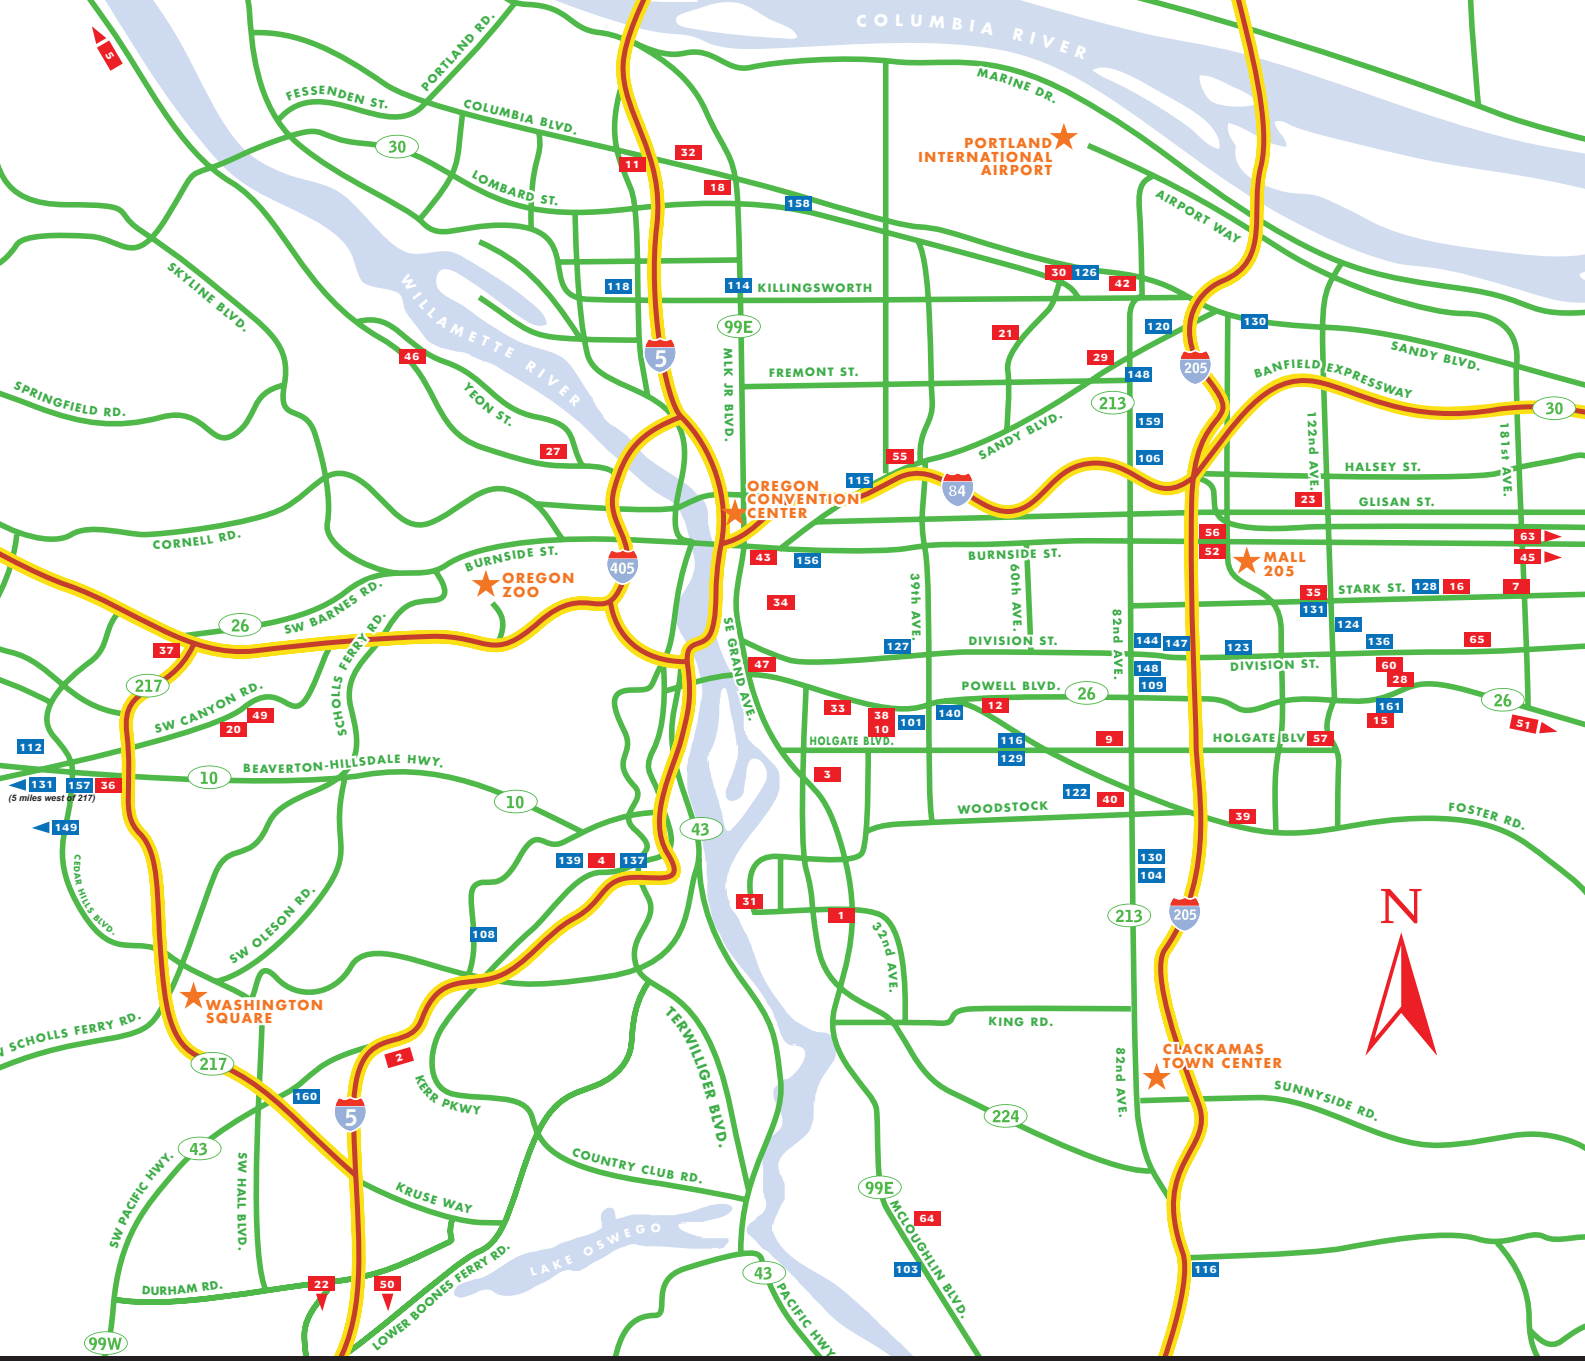 COLUMBIA RIVER
5
PORTLAND RD.
FESSENDEN ST.
COLUMBIA BLVD.
MARINE DR.
30
32
11
18
PORTLAND
INTERNATIONAL
AIRPORT
LOMBARD ST.
158
AIRPORT WAY
SKYLINE BLVD.
WILLAMETTE RIVER
118
114
KILLINGSWORTH
30
126
42
99E
120
130
21
5
46
29
148
205
SANDY BLVD.
BANFIELD EXPRESSWAY
FREMONT ST.
MLK JR BLVD.
SPRINGFIELD RD.
YEON ST.
213
159
30
SANDY BLVD.
122nd AVE.
181st AVE.
27
55
106
HALSEY ST.
115
84
OREGON
CONVENTION
CENTER
23
GLISAN ST.
CORNELL RD.
BURNSIDE ST.
43
156
BURNSIDE ST.
56
52
63
45
MALL
205
405
OREGON
ZOO
39th AVE.
60th AVE.
34
35
STARK ST.
128
16
7
131
SW BARNES RD.
26
SCHOLLS FERRY RD.
SE GRAND AVE.
82nd AVE.
124
127
DIVISION ST.
144
147
123
136
65
37
47
148
DIVISION ST.
60
28
217
POWELL BLVD.
26
109
26
SW CANYON RD.
49
20
33
38
10
101
140
12
161
15
51
112
HOLGATE BLVD.
116
129
9
HOLGATE BLV
57
BEAVERTON-HILLSDALE HWY.
10
131
157
36
(5 miles west of 217)
3
10
122
40
WOODSTOCK
39
FOSTER RD.
149
43
CEDAR HILLS BLVD.
139
4
137
130
104
SW OLESON RD.
31
1
213
205
N
108
32nd AVE.
WASHINGTON
SQUARE
W SCHOLLS FERRY RD.
TERWILLIGER BLVD.
KING RD.
217
2
KERR PKWY
82nd AVE.
CLACKAMAS
TOWN CENTER
160
5
224
SUNNYSIDE RD.
43
SW PACIFIC HWY.
SW HALL BLVD.
COUNTRY CLUB RD.
KRUSE WAY
99E
64
MCLOUGHLIN BLVD.
LAKE OSWEGO
103
116
DURHAM RD.
22
50
LOWER BOONES FERRY RD.
43
PACIFIC HWY
99W